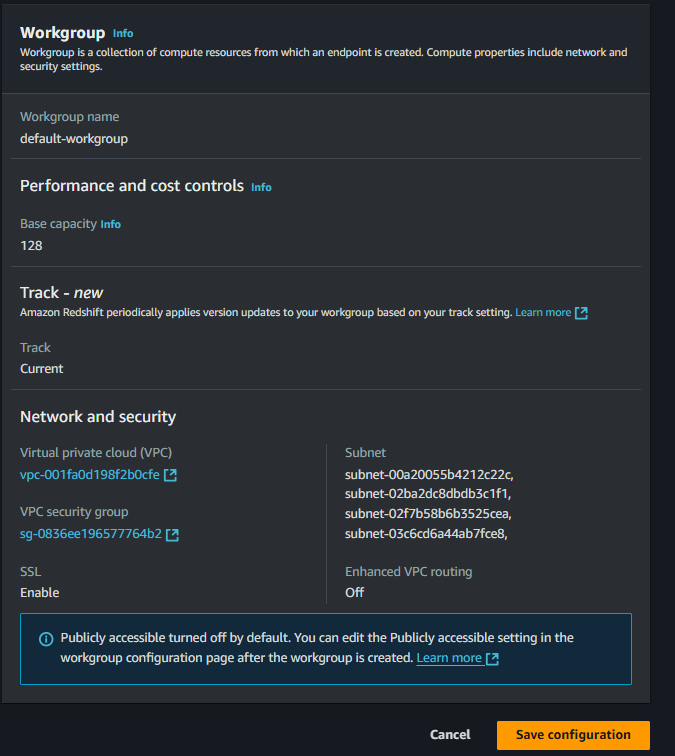 Workgroup Info
Workgroup is a collection of compute resources from which an endpoint is created. Compute properties include network and
security settings.
Workgroup name
default-workgroup
Performance and cost controls Info
Base capacity Info
128
Track - new
Amazon Redshift periodically applies version updates to your workgroup based on your track setting. Learn more
Track
Current
Network and security
Virtual private cloud (VPC)
vpc-001fa0d198f2b0cfe
VPC security group
sg-0836ee196577764b2
SSL
Enable
Subnet
subnet-00a20055b4212c22c,
subnet-02ba2dc8dbdb3c1f1,
subnet-02f7b58b6b3525cea,
subnet-03c6cd6a44ab7fce8,
Enhanced VPC routing
Off
Publicly accessible turned off by default. You can edit the Publicly accessible setting in the
workgroup configuration page after the workgroup is created. Learn more
Cancel
Save configuration